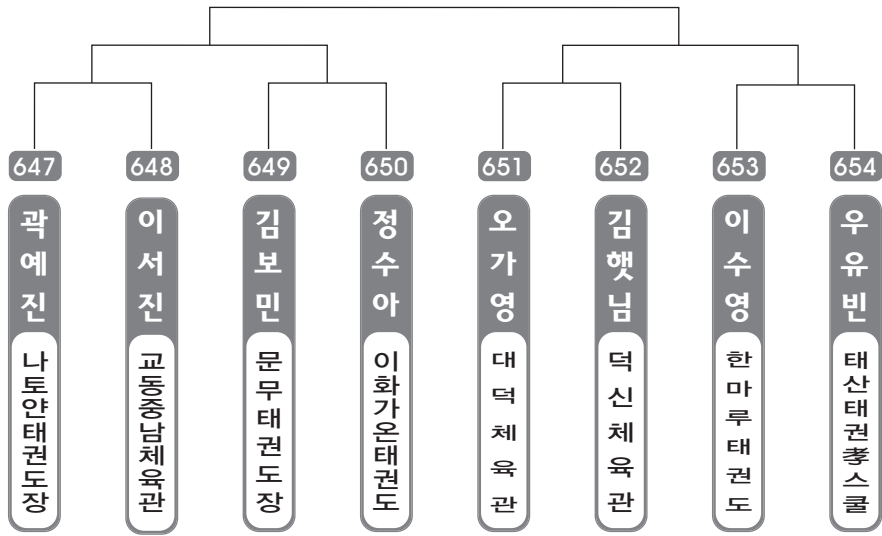 647
648
649
650
651
652
653
654
곽예진
이서진
김보민
정수아
오가영
김햇님
이수영
우유빈
나토얀태권도장
교동중남체육관
문무태권도장
이화가온태권도
대덕체육관
덕신체육관
한마루태권도
태산태권孝스쿨